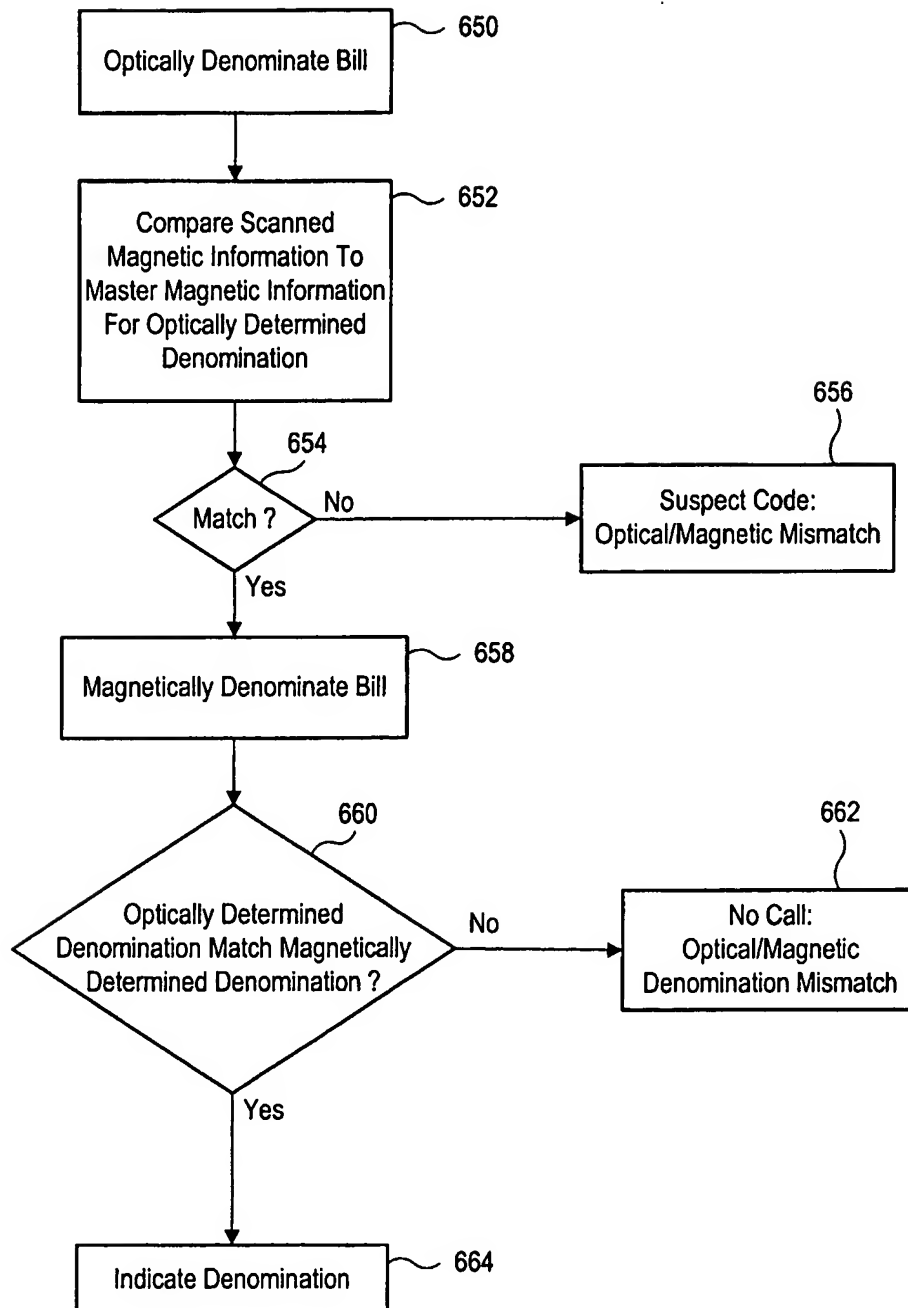 650
Optically Denominate Bill
652
Compare Scanned
Magnetic Information To
Master Magnetic Information
For Optically Determined
Denomination
654
Match ?
No
656
Suspect Code:
Optical/Magnetic Mismatch
Yes
658
Magnetically Denominate Bill
660
Optically Determined
Denomination Match Magnetically
Determined Denomination ?
No
662
No Call:
Optical/Magnetic
Denomination Mismatch
Yes
664
Indicate Denomination